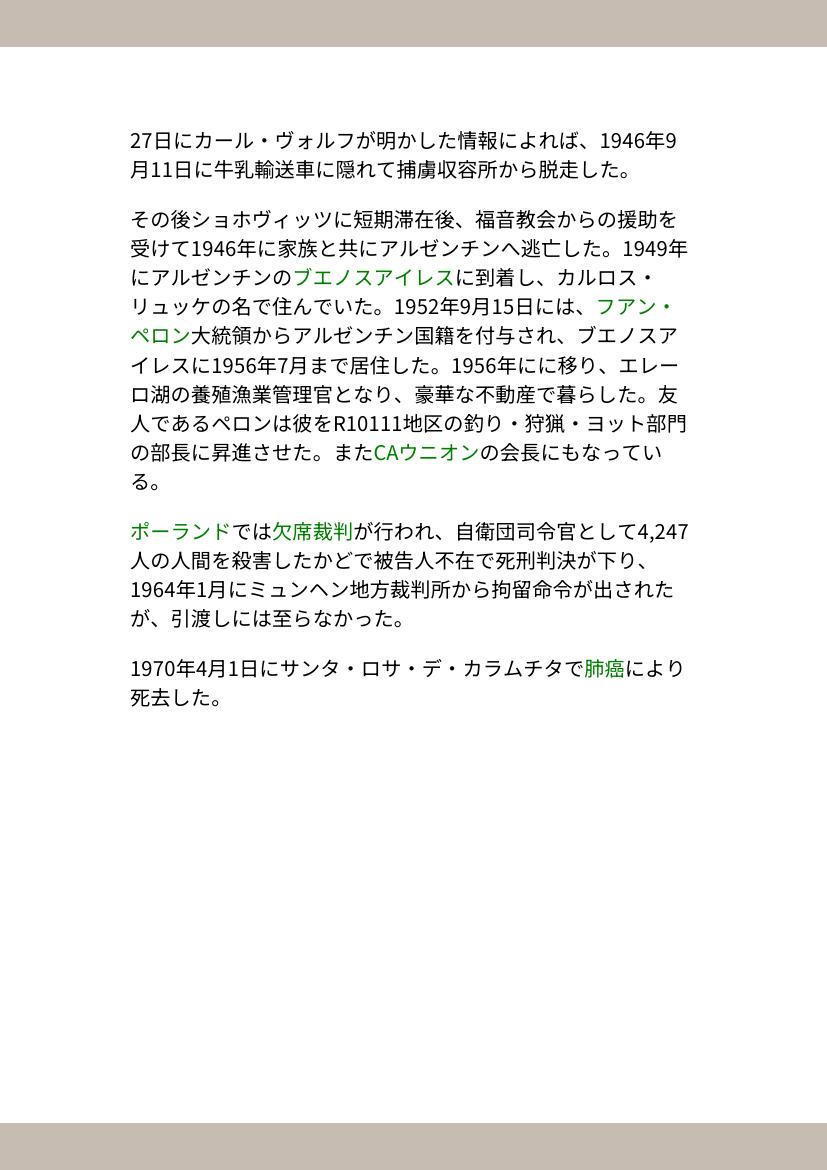 27日にカール・ヴォルフが明かした情報によれば、1946年9
月11日に牛乳輸送車に隠れて捕虜収容所から脱走した。
その後ショホヴィッツに短期滞在後、福音教会からの援助を
受けて1946年に家族と共にアルゼンチンへ逃亡した。1949年
にアルゼンチンのブエノスアイレスに到着し、カルロス・
リュッケの名で住んでいた。1952年9月15日には、フアン・
ペロン大統領からアルゼンチン国籍を付与され、ブエノスア
イレスに1956年7月まで居住した。1956年にに移り、エレー
ロ湖の養殖漁業管理官となり、豪華な不動産で暮らした。友
人であるペロンは彼をR10111地区の釣り・狩猟・ヨット部門
の部長に昇進させた。またCAウニオンの会長にもなってい
る。
ポーランドでは欠席裁判が行われ、自衛団司令官として4,247
人の人間を殺害したかどで被告人不在で死刑判決が下り、
1964年1月にミュンヘン地方裁判所から拘留命令が出された
が、引渡しには至らなかった。
1970年4月1日にサンタ・ロサ・デ・カラムチタで肺癌により
死去した。